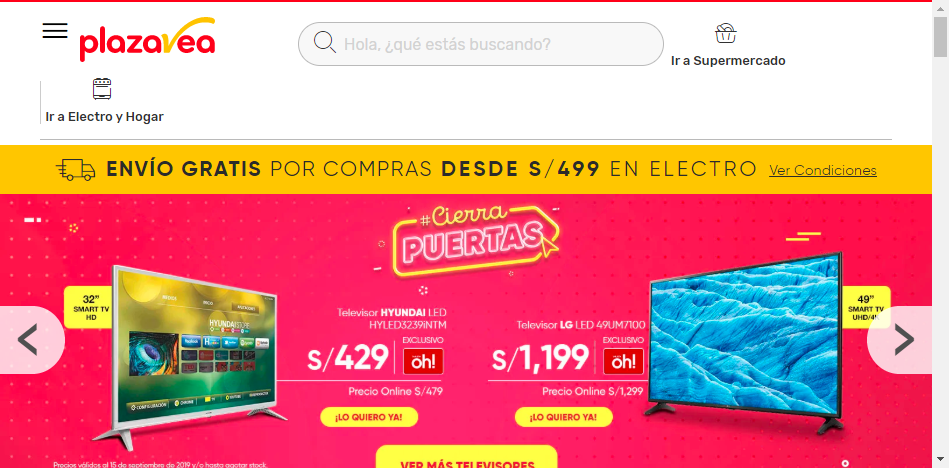 plazavea
Hola, ¿qué estás buscando?
Ir a Supermercado
Ir a Electro y Hogar
ENVÍO GRATIS POR COMPRAS DESDE S/499 EN ELECTRO Ver Condiciones
#Cierra
PUERTAS
32"
SMART TV
HD
HYUNDAI STORE
Televisor HYUNDAI LED
HYLED3239iNTM
S/429
EXCLUSIVO
oh!
Precio Online S/479
¡LO QUIERO YA!
Televisor LG LED 49UM7100
S/1,199
EXCLUSIVO
oh!
Precio Online S/1,299
¡LO QUIERO YA!
49"
SMART TV
UHD/4K
VER MÁS TELEVISORES
Precios válidos al 15 de septiembre de 2019 y/o hasta agotar stock.